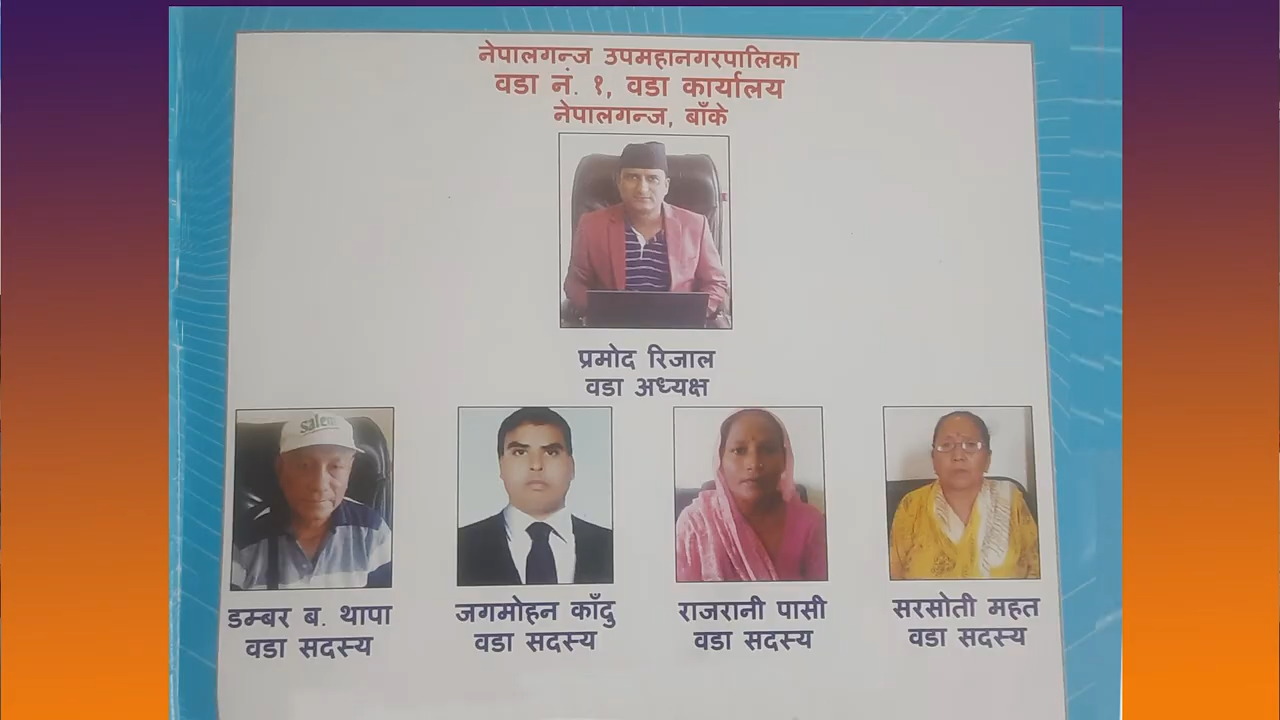 नेपालगन्ज उपमहानगरपालिका
वडा नं. १, वडा कार्यालय
नेपालगन्ज, बाँके
प्रमोद रिजाल
वडा अध्यक्ष
Salem
डम्बर ब. थापा
वडा सदस्य
जगमोहन काँदु
वडा सदस्य
राजरानी पासी
वडा सदस्य
सरसोती महत
वडा सदस्य